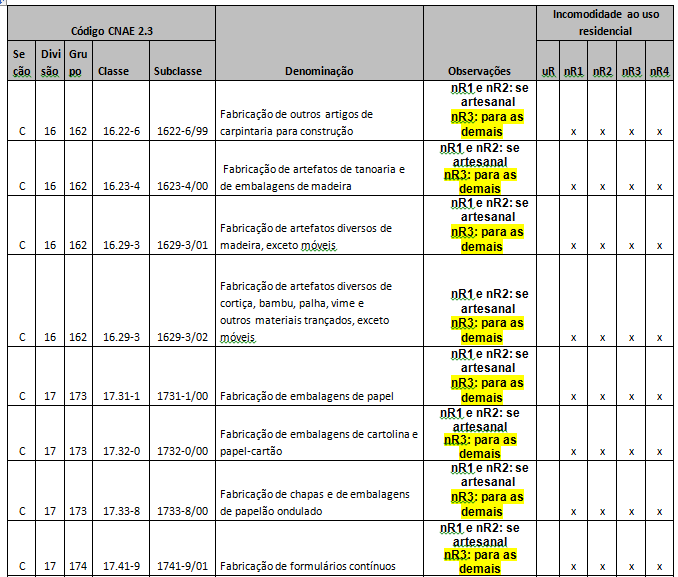 Código CNAE 2.3
Incomodidade ao uso
residencial
Se
ção
Divi
são
Gru
po
Classe
Subclasse
Denominação
Observações
uR
nR1
nR2
nR3
nR4
C 16 162 16.22-6 1622-6/99
Fabricação de outros artigos de
carpintaria para construção
nR1 e nR2: se
artesanal
nR3: para as
demais
x x x x
C 16 162 16.23-4 1623-4/00
Fabricação de artefatos de tanoaria e
de embalagens de madeira
nR1 e nR2: se
artesanal
nR3: para as
demais
x x x x
C 16 162 16.29-3 1629-3/01
Fabricação de artefatos diversos de
madeira, exceto móveis
nR1 e nR2: se
artesanal
nR3: para as
demais
x x x x
C 16 162 16.29-3 1629-3/02
Fabricação de artefatos diversos de
cortiça, bambu, palha, vime e
outros materiais trançados, exceto
móveis
nR1 e nR2: se
artesanal
nR3: para as
demais
x x x x
C 17 173 17.31-1 1731-1/00
Fabricação de embalagens de papel
nR1 e nR2: se
artesanal
nR3: para as
demais
x x x x
C 17 173 17.32-0 1732-0/00
Fabricação de embalagens de cartolina e
papel-cartão
nR1 e nR2: se
artesanal
nR3: para as
demais
x x x x
C 17 173 17.33-8 1733-8/00
Fabricação de chapas e de embalagens
de papelão ondulado
nR1 e nR2: se
artesanal
nR3: para as
demais
x x x x
C 17 174 17.41-9 1741-9/01
Fabricação de formulários contínuos
nR1 e nR2: se
artesanal
nR3: para as
demais
x x x x